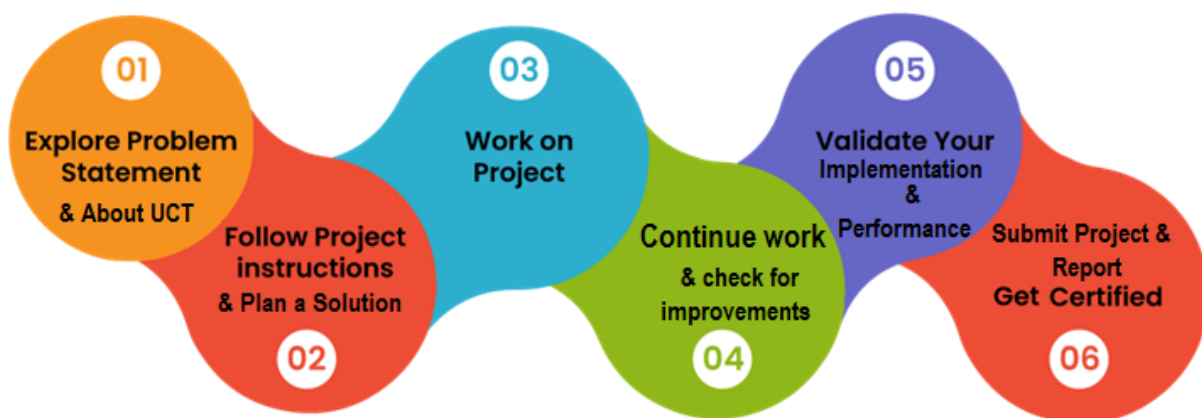 01
Explore Problem
Statement
& About UCT
Follow Project
instructions
& Plan a Solution
02
03
Work on
Project
Continue work
& check for
improvements
04
05
Validate Your
Implementation
&
Performance
Submit Project &
Report
Get Certified
06